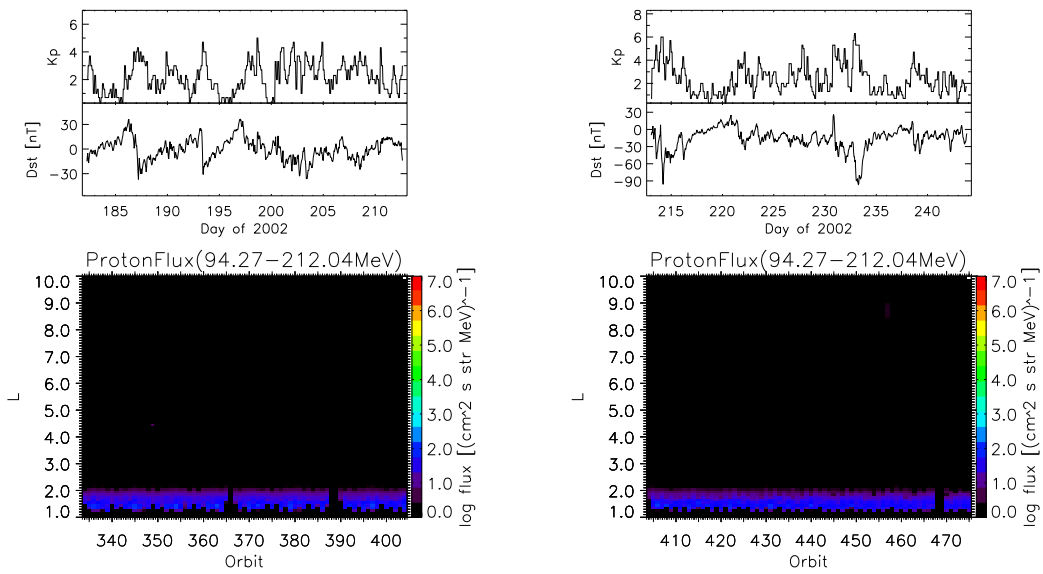 6
4
2
Kp
30
0
−30
Dst [nT]
185 190 195 200 205 210
Day of 2002
ProtonFlux(94.27−212.04MeV)
10.0
9.0
8.0
7.0
6.0
5.0
4.0
3.0
2.0
1.0
L
340 350 360 370 380 390 400
Orbit
7.0
6.0
5.0
4.0
3.0
2.0
1.0
0.0
log flux [(cm^2 s str MeV)^−1]
8
6
4
2
Kp
30
0
−30
−60
−90
Dst [nT]
215 220 225 230 235 240
Day of 2002
ProtonFlux(94.27−212.04MeV)
10.0
9.0
8.0
7.0
6.0
5.0
4.0
3.0
2.0
1.0
L
410 420 430 440 450 460 470
Orbit
7.0
6.0
5.0
4.0
3.0
2.0
1.0
0.0
log flux [(cm^2 s str MeV)^−1]